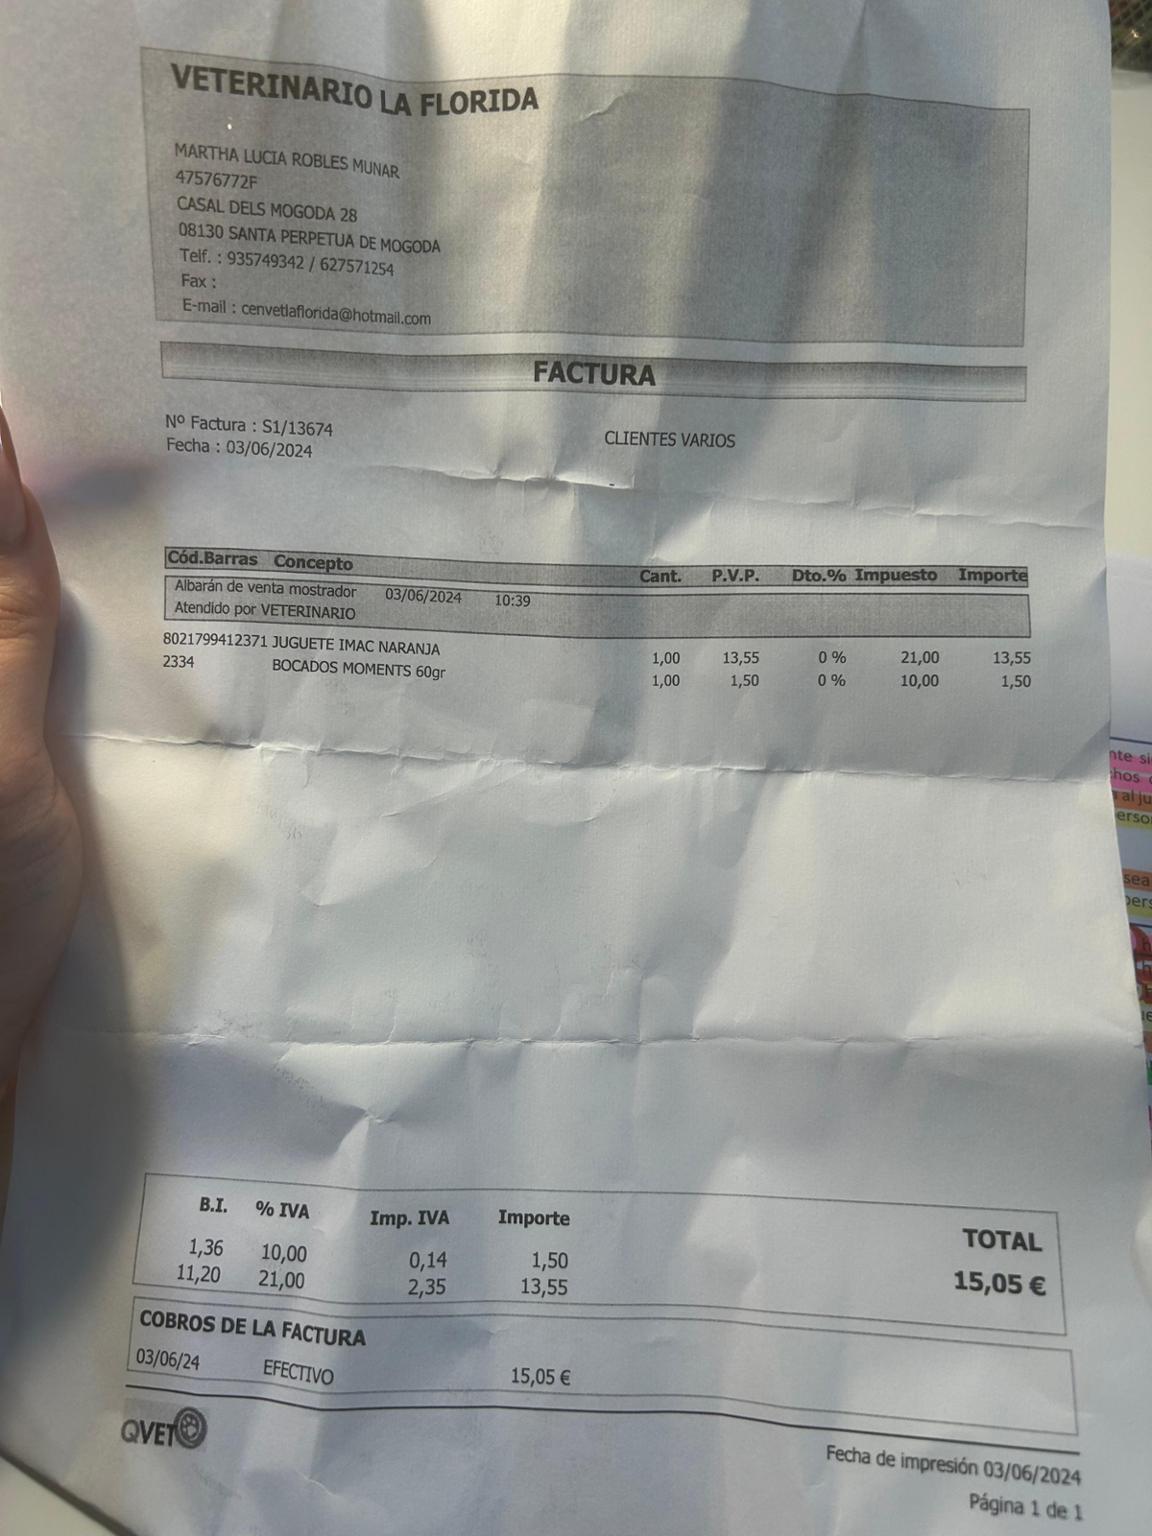 VETERINARIO LA FLORIDA
MARTHA LUCIA ROBLES MUNAR
47576772F
CASAL DELS MOGODA 28
08130 SANTA PERPETUA DE MOGODA
Telf. : 935749342 / 627571254
Fax :
E-mail : cenvetlaflorida@hotmail.com
FACTURA
Nº Factura : S1/13674
Fecha : 03/06/2024
CLIENTES VARIOS
Cód.Barras Concepto Cant. P.V.P. Dto.% Impuesto Importe
Albarán de venta mostrador 03/06/2024 10:39
Atendido por VETERINARIO
8021799412371 JUGUETE IMAC NARANJA 1,00 13,55 0 % 21,00 13,55
2334 BOCADOS MOMENTS 60gr 1,00 1,50 0 % 10,00 1,50
B.I. % IVA Imp. IVA Importe TOTAL
1,36 10,00 0,14 1,50
11,20 21,00 2,35 13,55 15,05 €
COBROS DE LA FACTURA
03/06/24 EFECTIVO 15,05 €
QVET
Fecha de impresión 03/06/2024
Página 1 de 1